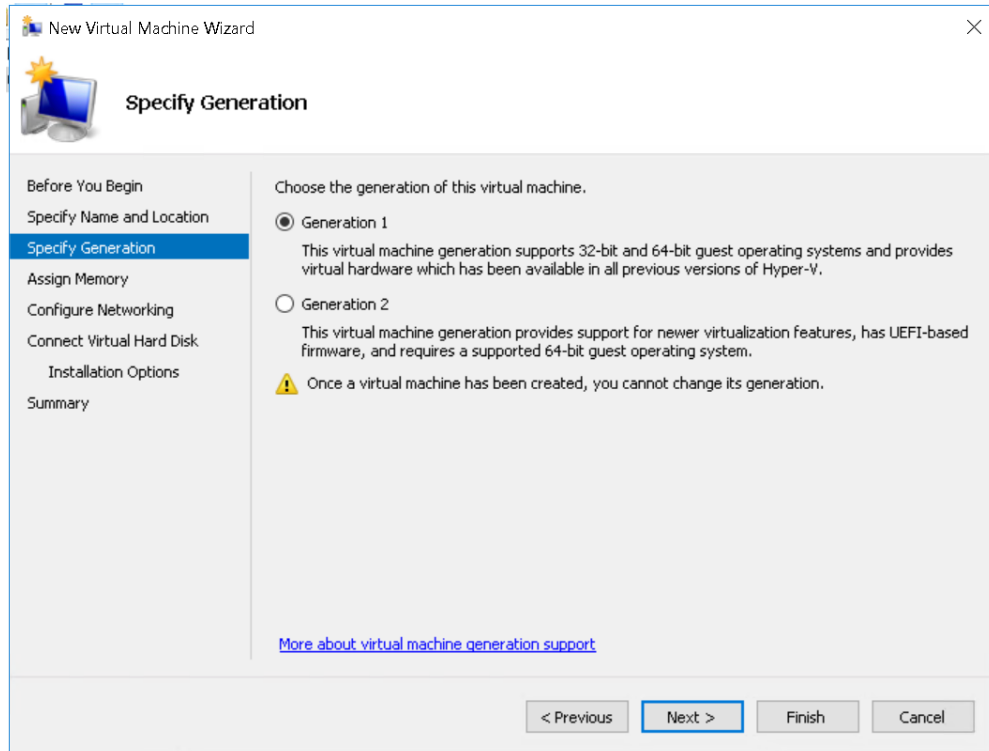 New Virtual Machine Wizard
Specify Generation
Before You Begin
Specify Name and Location
Specify Generation
Assign Memory
Configure Networking
Connect Virtual Hard Disk
Installation Options
Summary
Choose the generation of this virtual machine.
Generation 1
This virtual machine generation supports 32-bit and 64-bit guest operating systems and provides
virtual hardware which has been available in all previous versions of Hyper-V.
Generation 2
This virtual machine generation provides support for newer virtualization features, has UEFI-based
firmware, and requires a supported 64-bit guest operating system.
Once a virtual machine has been created, you cannot change its generation.
More about virtual machine generation support
< Previous
Next >
Finish
Cancel